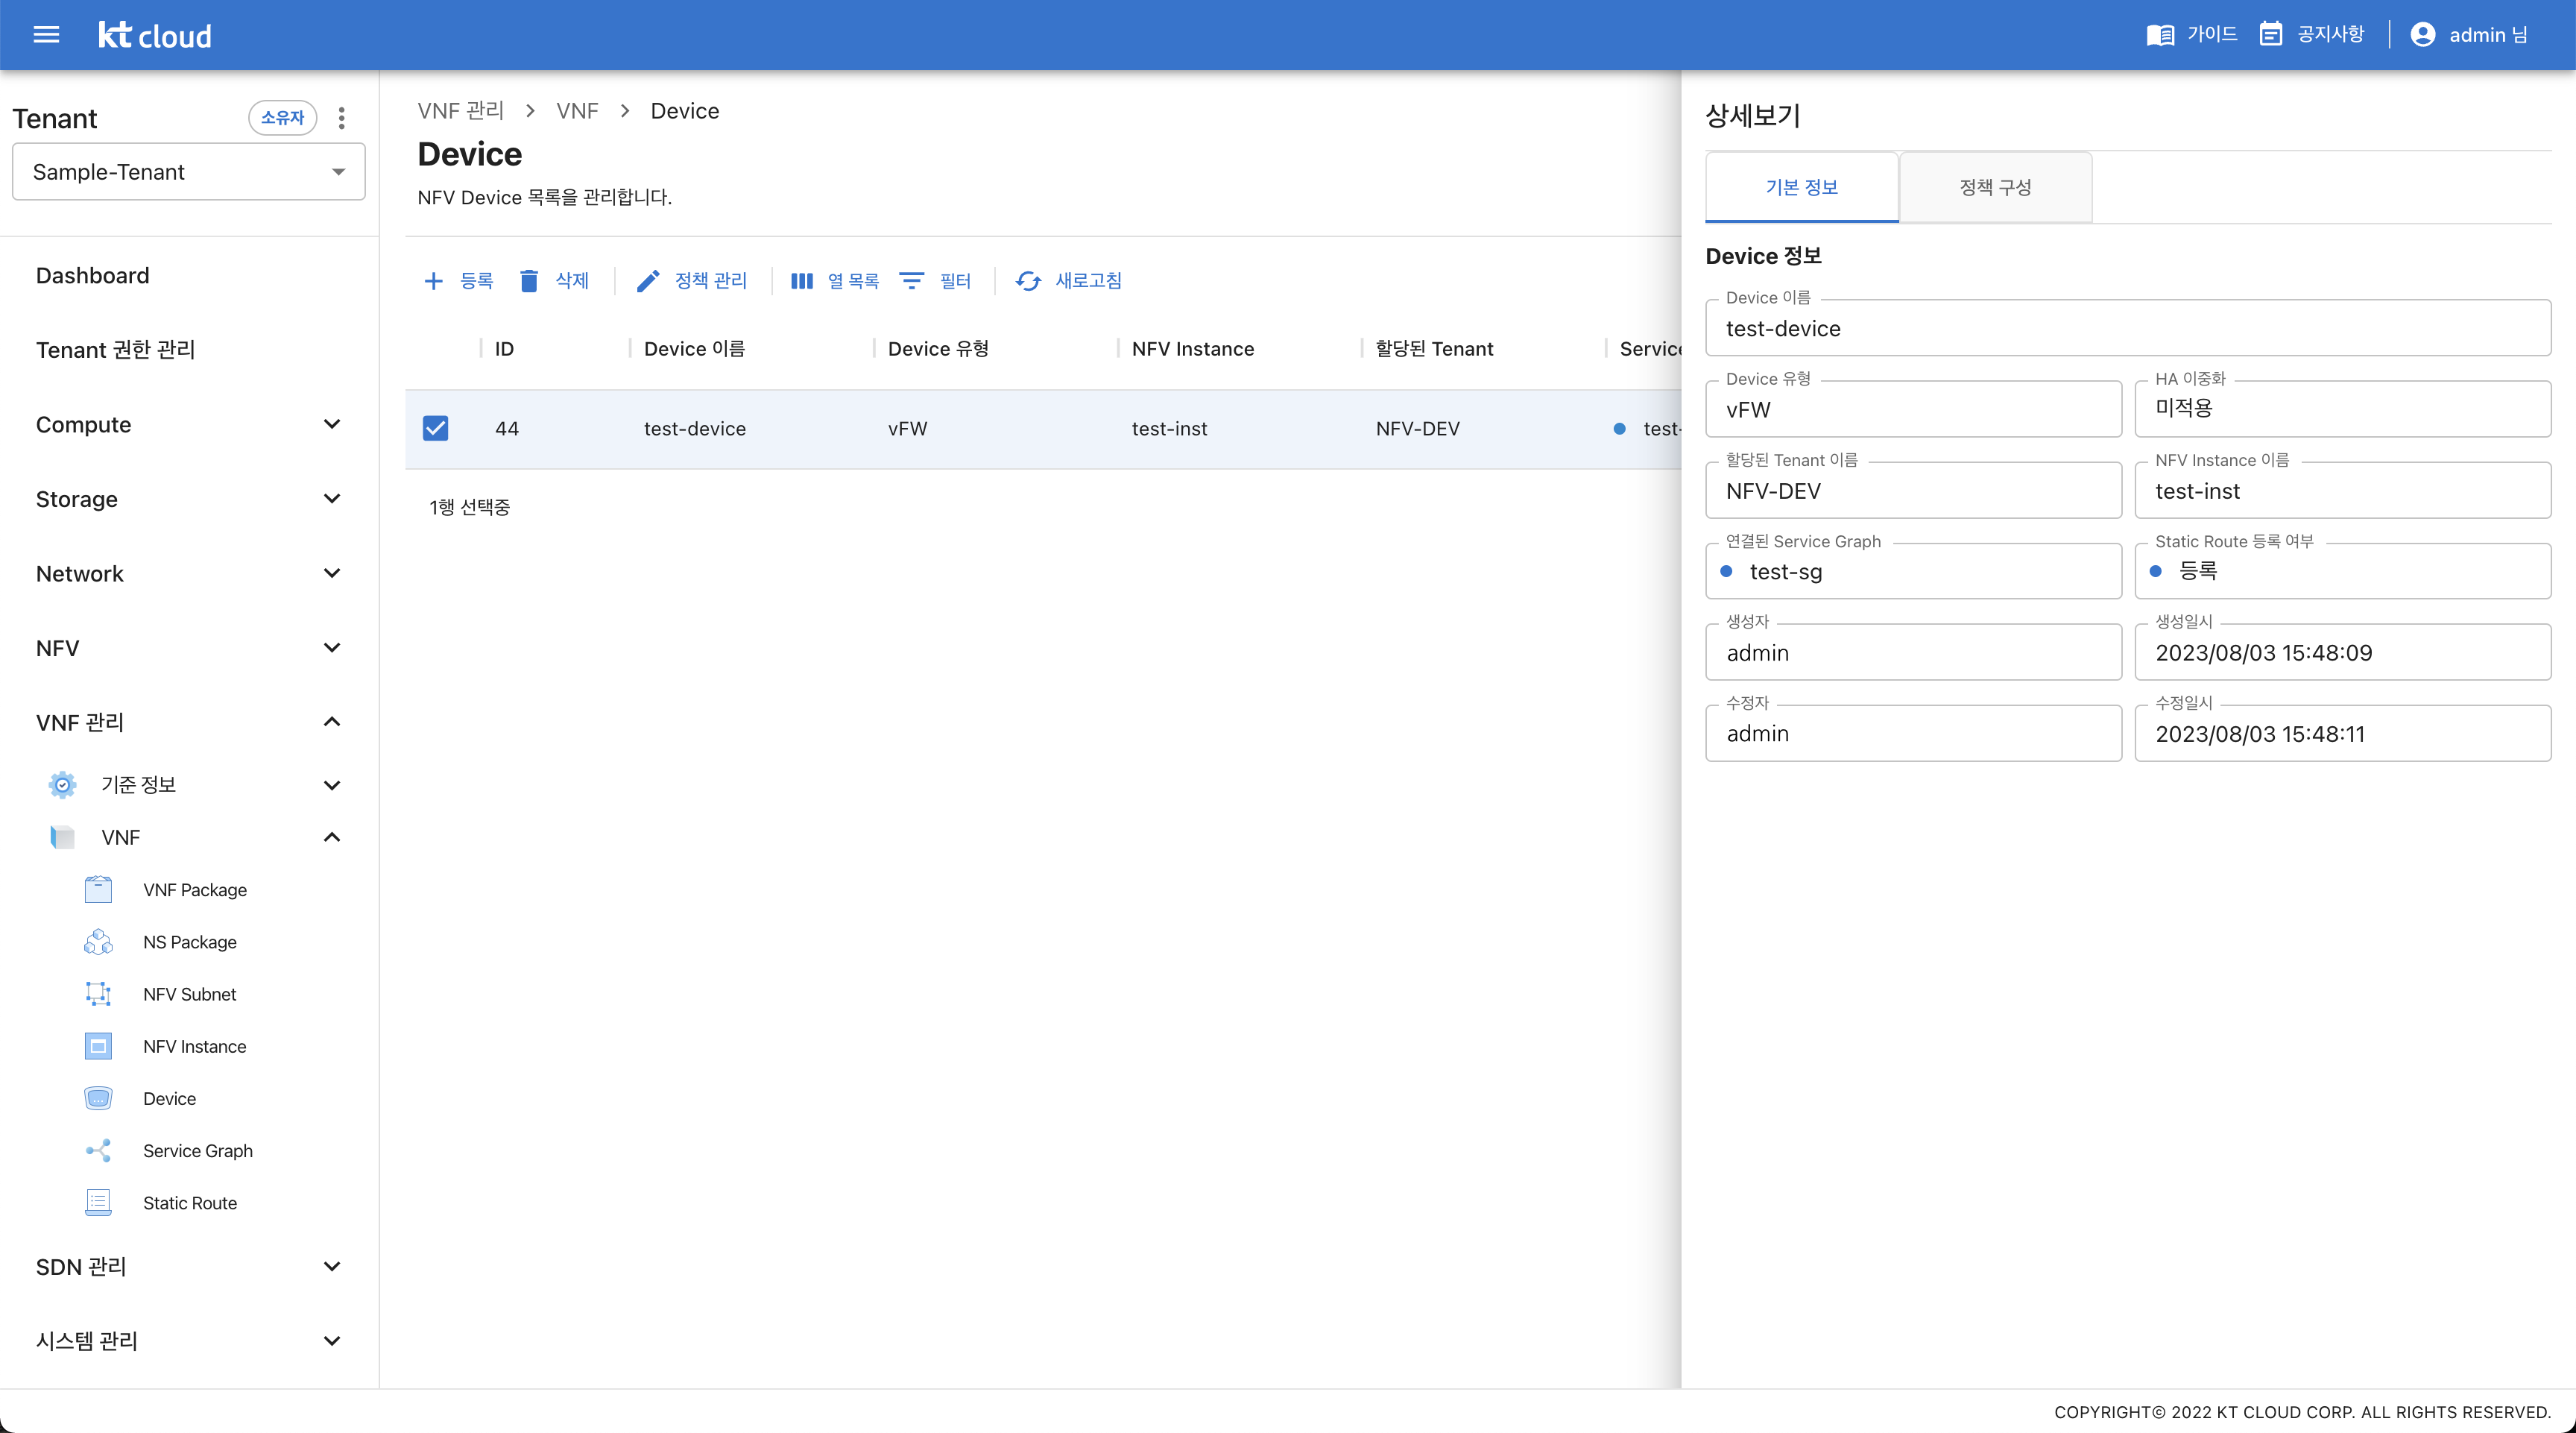 kt cloud
가이드
공지사항
admin 님
Tenant
소유자
Sample-Tenant
Dashboard
Tenant 권한 관리
Compute
Storage
Network
NFV
VNF 관리
기준 정보
VNF
VNF Package
NS Package
NFV Subnet
NFV Instance
Device
Service Graph
Static Route
SDN 관리
시스템 관리
VNF 관리 > VNF > Device
Device
NFV Device 목록을 관리합니다.
등록 삭제 정책 관리 열 목록 필터 새로고침
ID Device 이름 Device 유형 NFV Instance 할당된 Tenant Service
44 test-device vFW test-inst NFV-DEV test-
1행 선택중
상세보기
기본 정보 정책 구성
Device 정보
Device 이름
test-device
Device 유형
vFW
HA 이중화
미적용
할당된 Tenant 이름
NFV-DEV
NFV Instance 이름
test-inst
연결된 Service Graph
test-sg
Static Route 등록 여부
등록
생성자
admin
생성일시
2023/08/03 15:48:09
수정자
admin
수정일시
2023/08/03 15:48:11
COPYRIGHT© 2022 KT CLOUD CORP. ALL RIGHTS RESERVED.